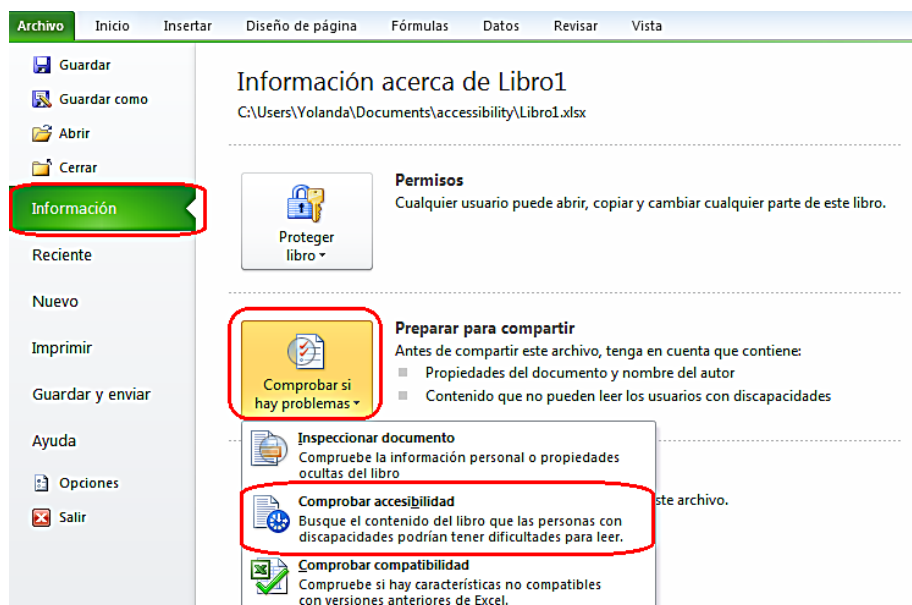 Archivo Inicio Insertar Diseño de página Fórmulas Datos Revisar Vista
Guardar
Guardar como
Abrir
Cerrar
Información
Reciente
Nuevo
Imprimir
Guardar y enviar
Ayuda
Opciones
Salir
Información acerca de Libro1
C:\Users\Yolanda\Documents\accessibility\Libro1.xlsx
Proteger
libro
Permisos
Cualquier usuario puede abrir, copiar y cambiar cualquier parte de este libro.
Comprobar si
hay problemas
Preparar para compartir
Antes de compartir este archivo, tenga en cuenta que contiene:
Propiedades del documento y nombre del autor
Contenido que no pueden leer los usuarios con discapacidades
Inspeccionar documento
Compruebe la información personal o propiedades
ocultas del libro
Comprobar accesibilidad
Busque el contenido del libro que las personas con
discapacidades podrían tener dificultades para leer.
Comprobar compatibilidad
Compruebe si hay características no compatibles
con versiones anteriores de Excel.
ste archivo.